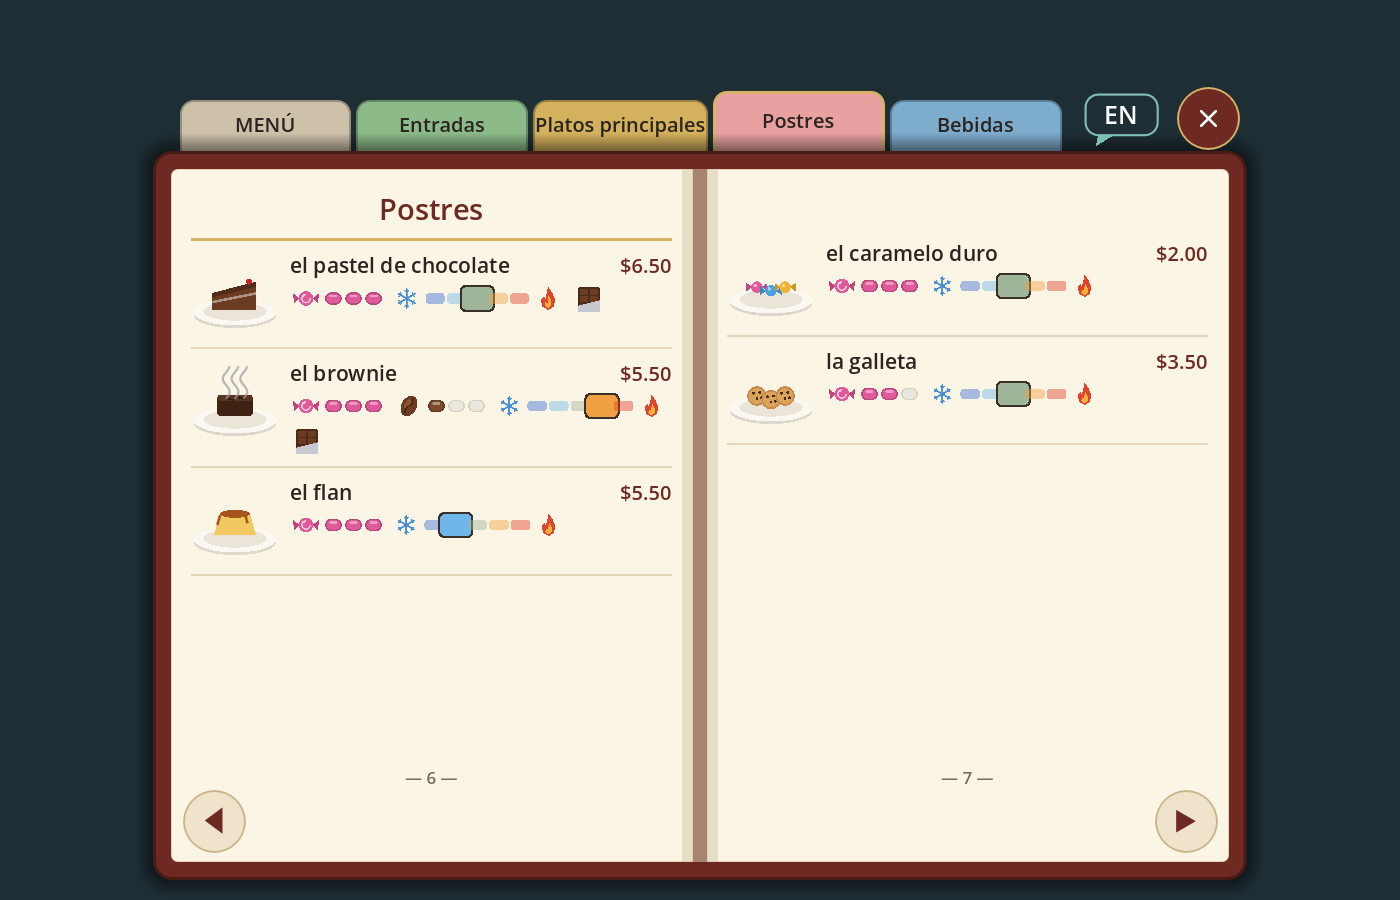 MENÚ
Entradas
Platos principales
Postres
Bebidas
EN
Postres
el pastel de chocolate
$6.50
el brownie
$5.50
el flan
$5.50
— 6 —
el caramelo duro
$2.00
la galleta
$3.50
— 7 —